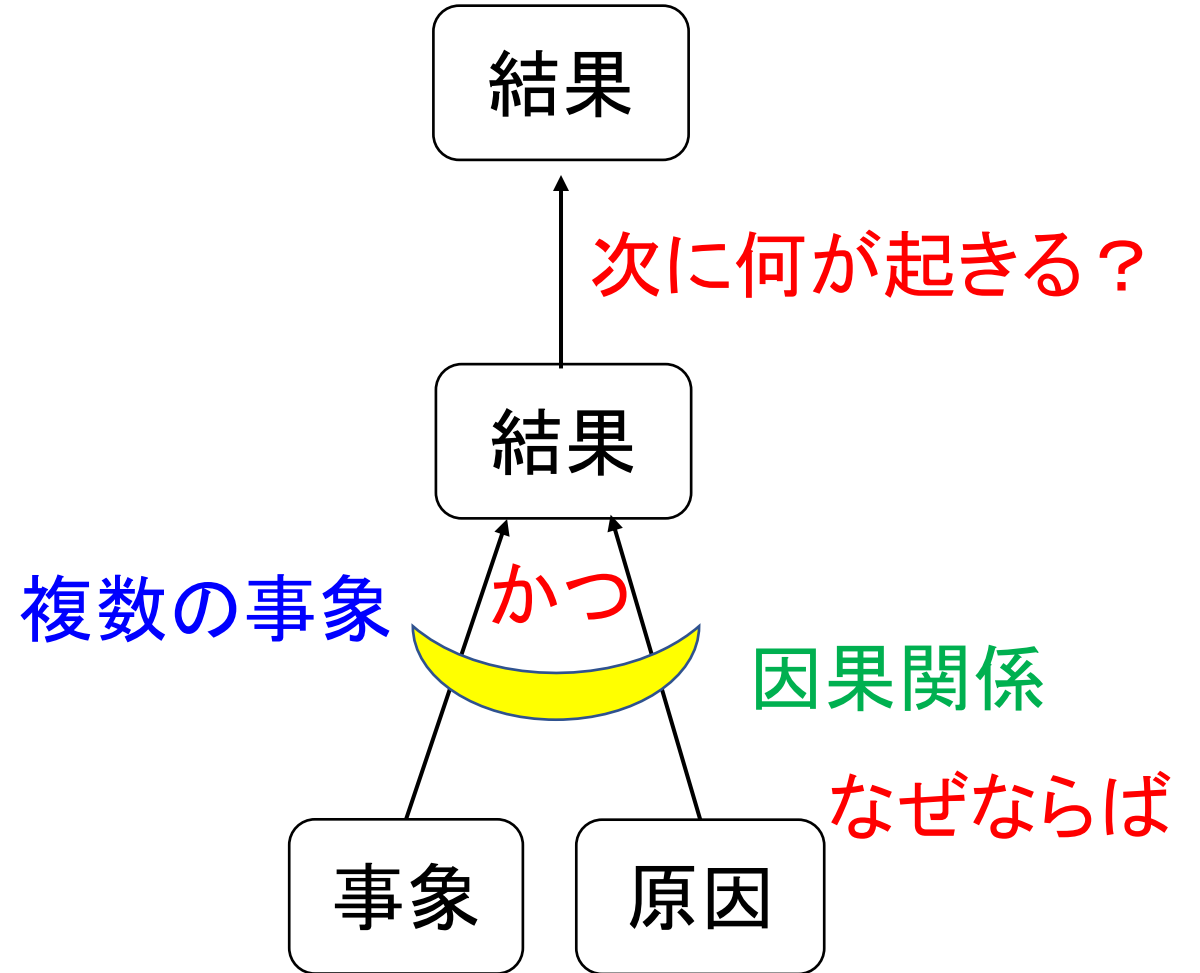 結果
次に何が起きる？
結果
複数の事象
かつ
因果関係
なぜならば
事象
原因